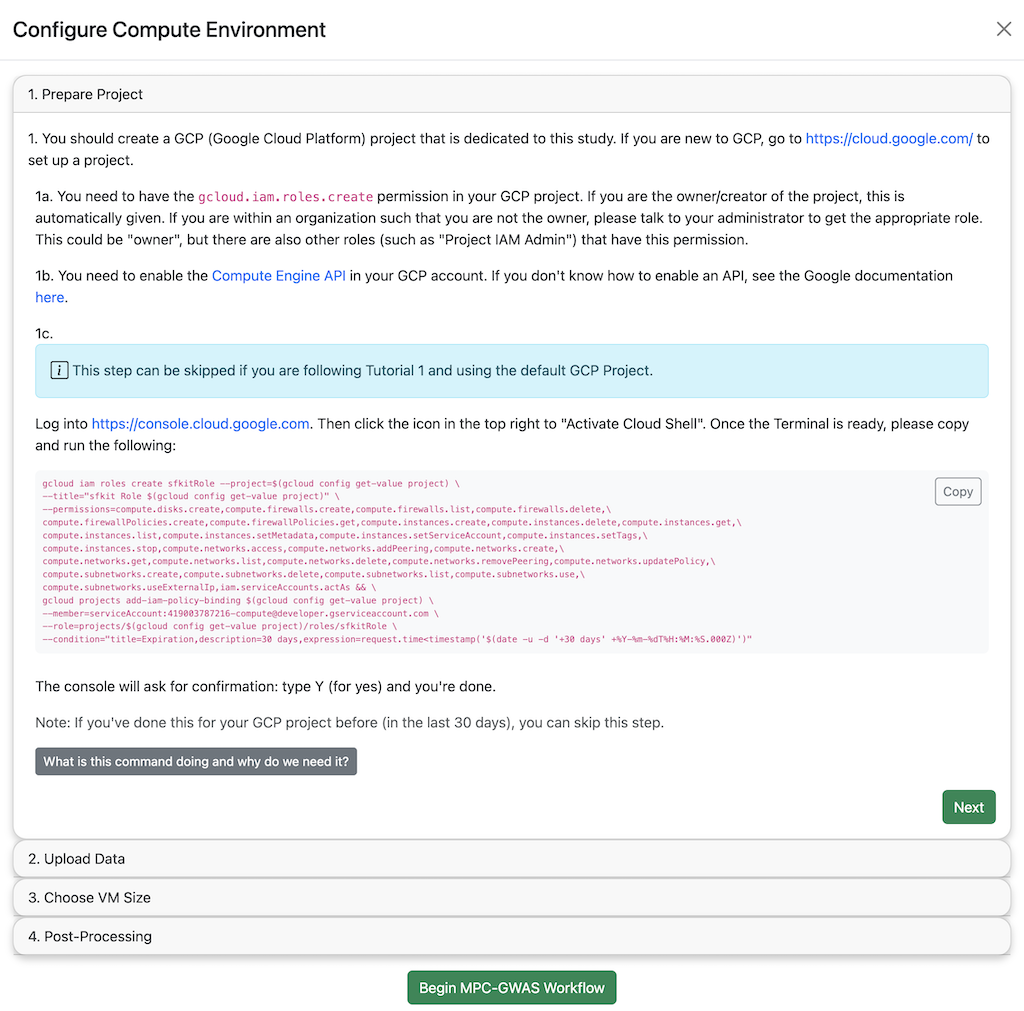 Configure Compute Environment
1. Prepare Project
1. You should create a GCP (Google Cloud Platform) project that is dedicated to this study. If you are new to GCP, go to https://cloud.google.com/ to
set up a project.
1a. You need to have the gcloud.iam.roles.create permission in your GCP project. If you are the owner/creator of the project, this is
automatically given. If you are within an organization such that you are not the owner, please talk to your administrator to get the appropriate role.
This could be "owner", but there are also other roles (such as "Project IAM Admin") that have this permission.
1b. You need to enable the Compute Engine API in your GCP account. If you don't know how to enable an API, see the Google documentation
here.
1c.
i This step can be skipped if you are following Tutorial 1 and using the default GCP Project.
Log into https://console.cloud.google.com. Then click the icon in the top right to "Activate Cloud Shell". Once the Terminal is ready, please copy
and run the following:
gcloud iam roles create sfkitRole --project=$(gcloud config get-value project) \
--title="sfkit Role $(gcloud config get-value project)" \
--permissions=compute.disks.create,compute.firewalls.create,compute.firewalls.list,compute.firewalls.delete,\
compute.firewallPolicies.create,compute.firewallPolicies.get,compute.instances.create,compute.instances.delete,compute.instances.get,\
compute.instances.list,compute.instances.setMetadata,compute.instances.setServiceAccount,compute.instances.setTags,\
compute.instances.stop,compute.networks.access,compute.networks.addPeering,compute.networks.create,\
compute.networks.get,compute.networks.list,compute.networks.delete,compute.networks.removePeering,compute.networks.updatePolicy,\
compute.subnetworks.create,compute.subnetworks.delete,compute.subnetworks.list,compute.subnetworks.use,\
compute.subnetworks.useExternalIp,iam.serviceAccounts.actAs && \
gcloud projects add-iam-policy-binding $(gcloud config get-value project) \
--member=serviceAccount:419003787216-compute@developer.gserviceaccount.com \
--role=projects/$(gcloud config get-value project)/roles/sfkitRole \
--condition="title=Expiration,description=30 days,expression=request.time<timestamp('$(date -u -d '+30 days' +%Y-%m-%dT%H:%M:%S.000Z)')"
Copy
The console will ask for confirmation: type Y (for yes) and you're done.
Note: If you've done this for your GCP project before (in the last 30 days), you can skip this step.
What is this command doing and why do we need it?
Next
2. Upload Data
3. Choose VM Size
4. Post-Processing
Begin MPC-GWAS Workflow